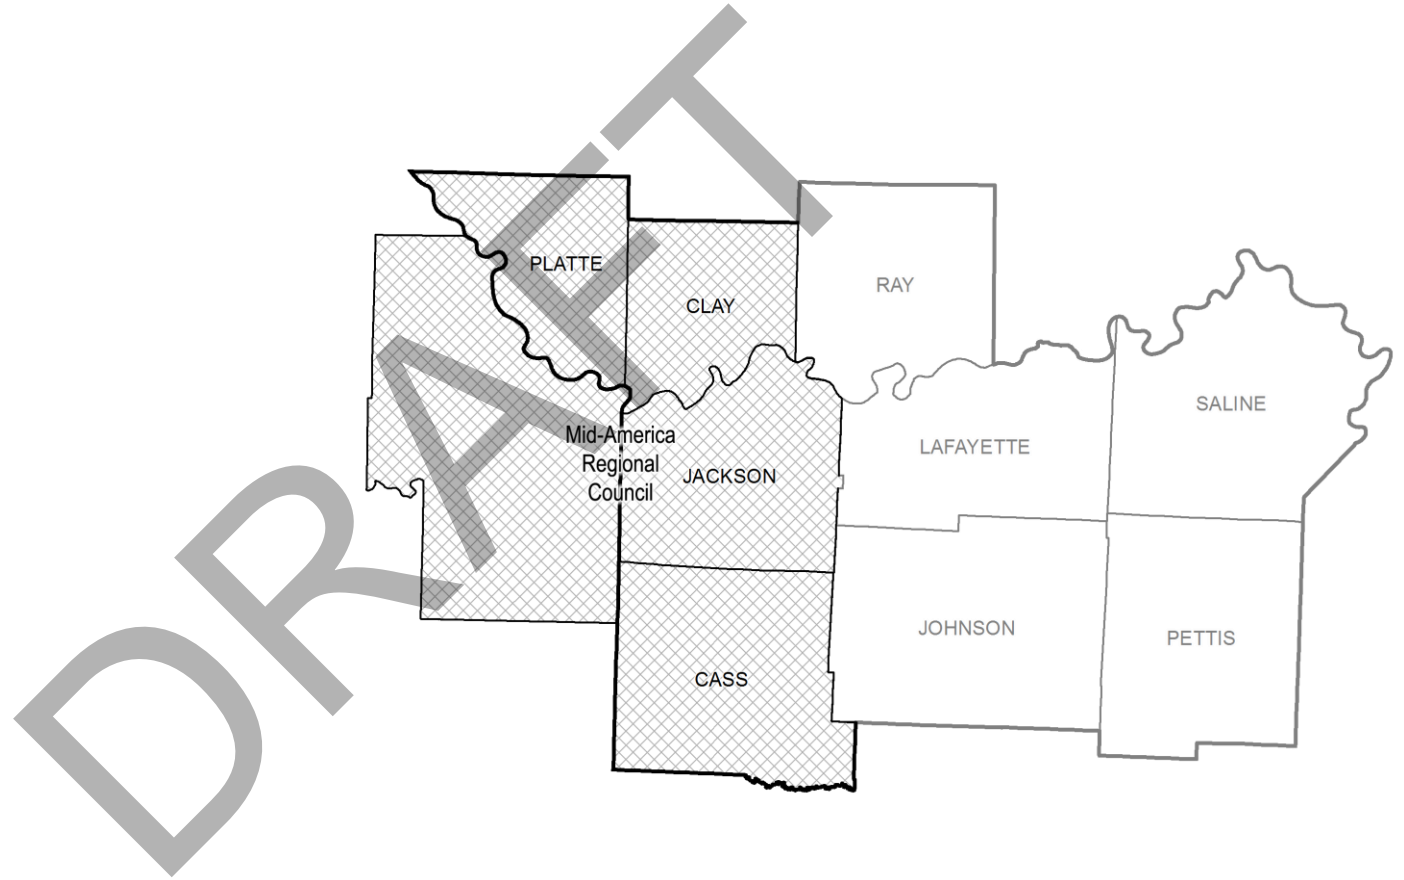 DRAFT
PLATTE
CLAY
RAY
SALINE
Mid-America
Regional
Council
JACKSON
LAFAYETTE
CASS
JOHNSON
PETTIS